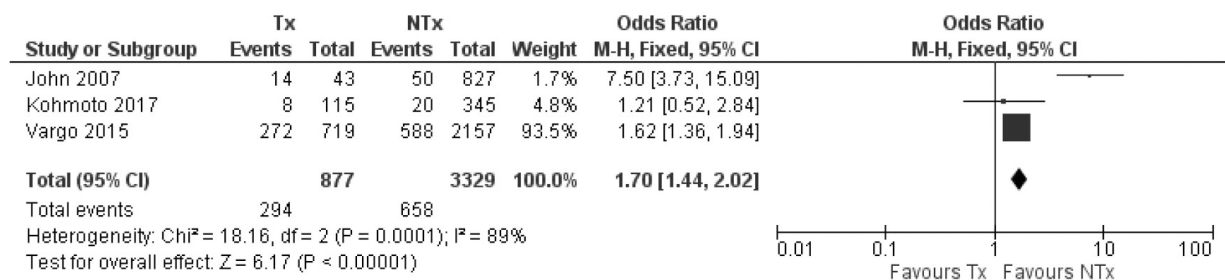 Tx NTx Odds Ratio Odds Ratio
Study or Subgroup Events Total Events Total Weight M-H, Fixed, 95% CI M-H, Fixed, 95% CI
John 2007 14 43 50 827 1.7% 7.50 [3.73, 15.09]
Kohmoto 2017 8 115 20 345 4.8% 1.21 [0.52, 2.84]
Vargo 2015 272 719 588 2157 93.5% 1.62 [1.36, 1.94]
Total (95% CI) 877 3329 100.0% 1.70 [1.44, 2.02]
Total events 294 658
Heterogeneity: Chi² = 18.16, df = 2 (P = 0.0001); I² = 89%
Test for overall effect: Z = 6.17 (P < 0.00001)
0.01 0.1 1 10 100
Favours Tx Favours NTx